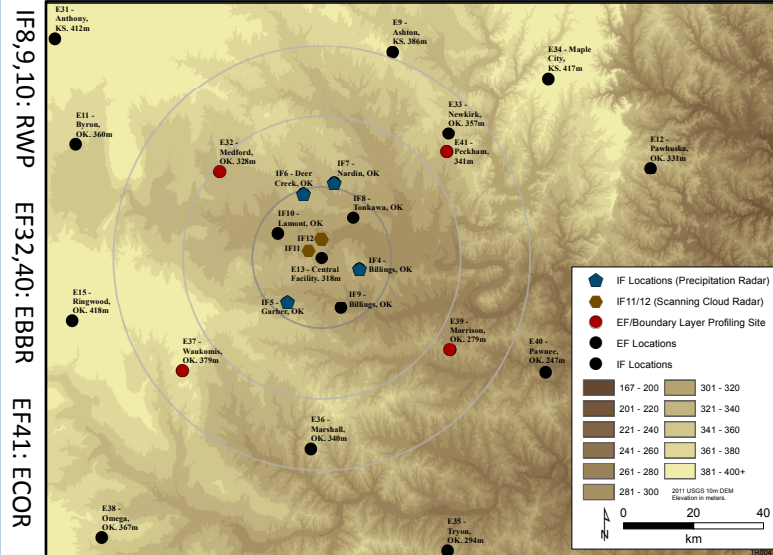 IF8,9,10: RWP EF32,40: EBBR EF41: ECOR
E31 -
Anthony,
KS. 412m
E9 -
Ashton,
KS. 386m
E34 - Maple
City,
KS. 417m
E11 -
Byron,
OK. 360m
E33 -
Newkirk,
OK. 357m
E41 -
Peckham,
341m
E12 -
Pawhuska,
OK. 331m
E32 -
Medford,
OK. 328m
IF7 -
Nardin, OK
IF6 - Deer
Creek, OK
IF8 -
Tonkawa, OK
IF10 -
Lamont, OK
IF12
IF11
E13 - Central
Facility. 318m
IF4 -
Billings, OK
IF5 -
Garber, OK
IF9 -
Billings, OK
E15 -
Ringwood,
OK. 418m
E37 -
Waukomis,
OK. 379m
E39 -
Morrison,
OK. 279m
E40 -
Pawnee,
OK. 247m
E36 -
Marshall,
OK. 340m
E38 -
Omega,
OK. 367m
E35 -
Tryon,
OK. 294m
IF Locations (Precipitation Radar)
IF11/12 (Scanning Cloud Radar)
EF/Boundary Layer Profiling Site
EF Locations
IF Locations
167 - 200
201 - 220
221 - 240
241 - 260
261 - 280
281 - 300
301 - 320
321 - 340
341 - 360
361 - 380
381 - 400+
2011 USGS 10m DEM
Elevation in meters.
N
0 20 40
km